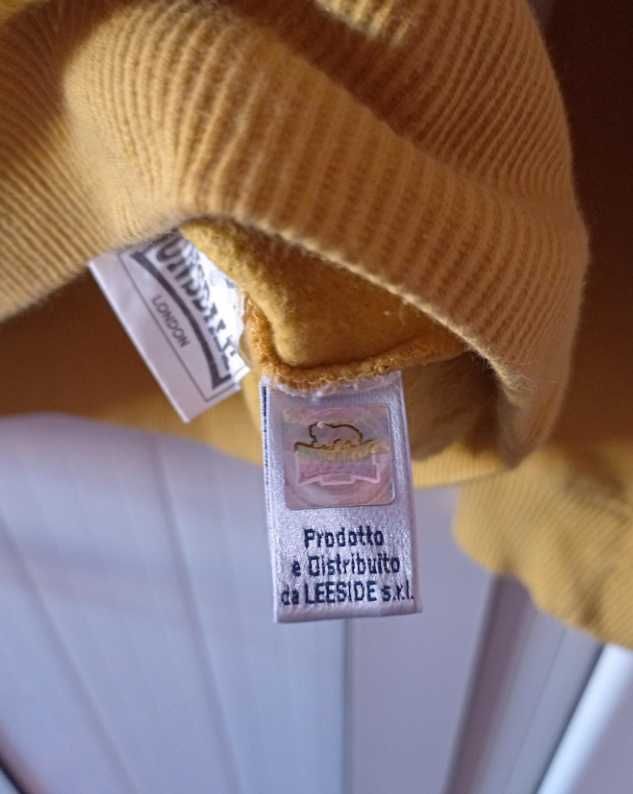 LONDON
Prodotto
e Distribuito
da LEESIDE s.r.l.